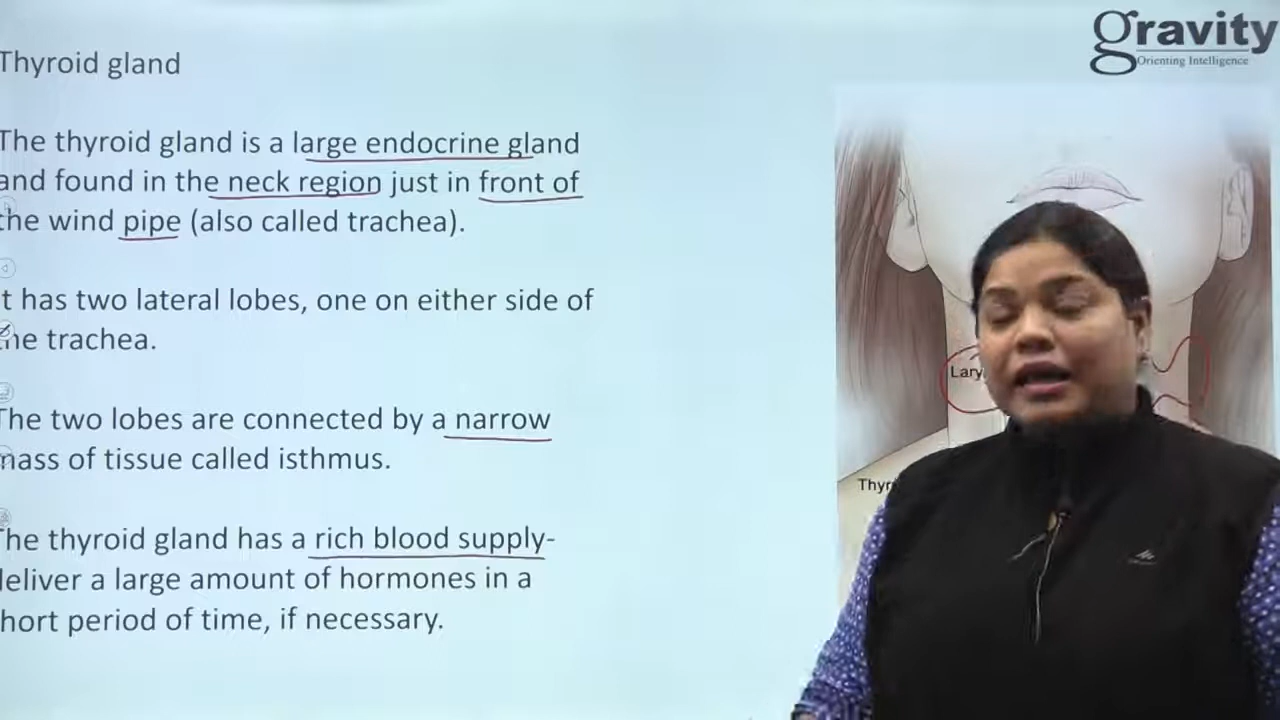 gravity
Orienting Intelligence
Thyroid gland
The thyroid gland is a large endocrine gland
and found in the neck region just in front of
the wind pipe (also called trachea).
t has two lateral lobes, one on either side of
he trachea.
The two lobes are connected by a narrow
mass of tissue called isthmus.
The thyroid gland has a rich blood supply-
deliver a large amount of hormones in a
hort period of time, if necessary.
Lary
Thyr